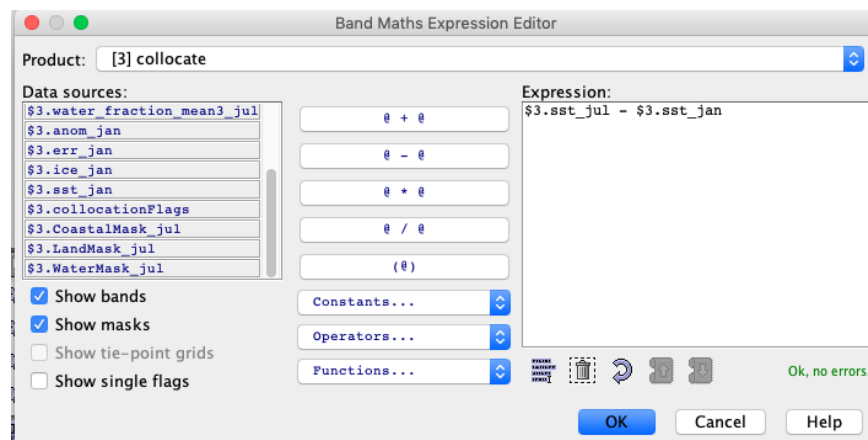 Band Maths Expression Editor
Product: [3] collocate
Data sources:
$3.water_fraction_mean3_jul
$3.anom_jan
$3.err_jan
$3.ice_jan
$3.sst_jan
$3.collocationFlags
$3.CoastalMask_jul
$3.LandMask_jul
$3.WaterMask_jul
Show bands
Show masks
Show tie-point grids
Show single flags
@ + @
@ - @
@ * @
@ / @
(@)
Constants...
Operators...
Functions...
Expression:
$3.sst_jul - $3.sst_jan
Ok, no errors.
OK
Cancel
Help